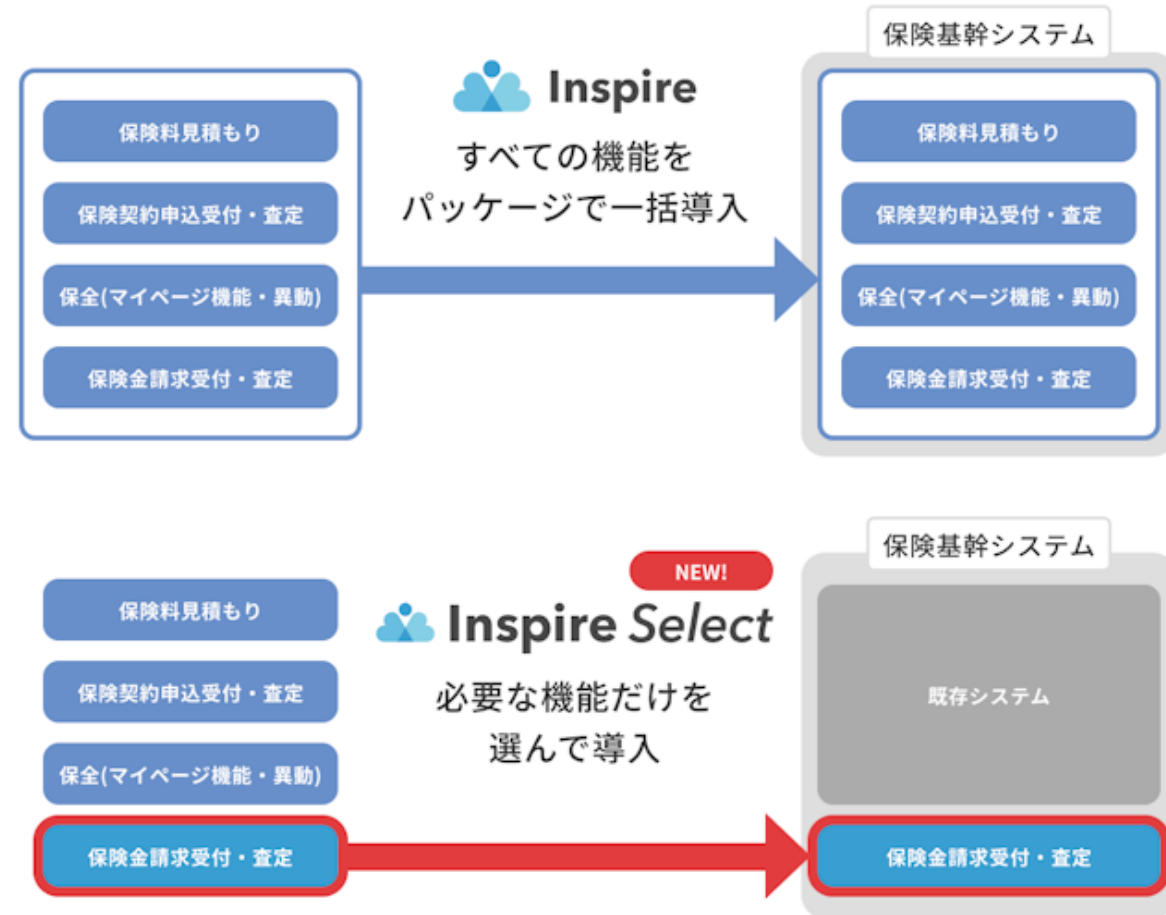 保険基幹システム
Inspire
すべての機能を
パッケージで一括導入
保険料見積もり
保険契約申込受付・査定
保全(マイページ機能・異動)
保険金請求受付・査定
保険料見積もり
保険契約申込受付・査定
保全(マイページ機能・異動)
保険金請求受付・査定
保険基幹システム
NEW!
Inspire Select
必要な機能だけを
選んで導入
保険料見積もり
保険契約申込受付・査定
保全(マイページ機能・異動)
保険金請求受付・査定
既存システム
保険金請求受付・査定